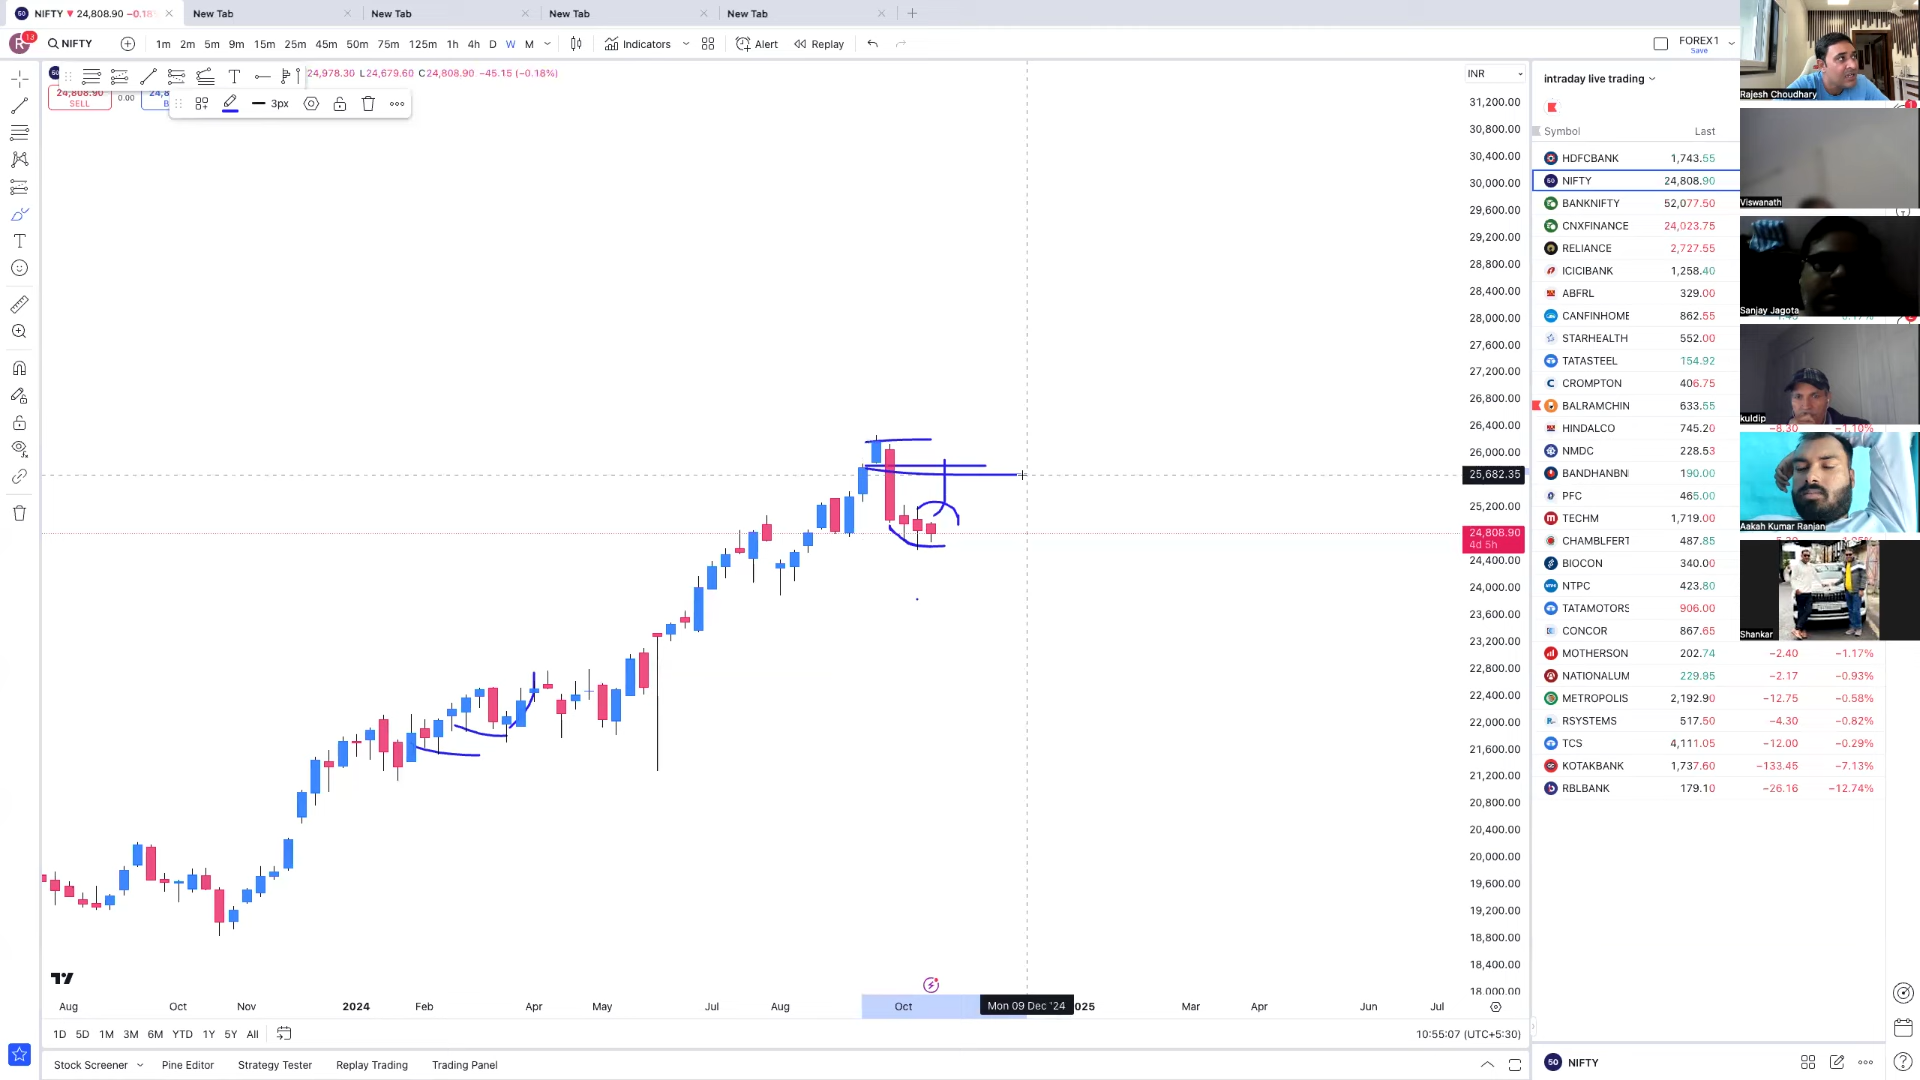 NIFTY ▼ 24,808.90 −0.18%
New Tab
New Tab
New Tab
New Tab
13
NIFTY
1m 2m 5m 9m 15m 25m 45m 50m 75m 125m 1h 4h D W M
Indicators
Alert
Replay
FOREX1
Save
24,978.30 L24,679.60 C24,808.90 −45.15 (−0.18%)
24,808.90
SELL
0.00
24,8
B
3px
INR
31,200.00
30,800.00
30,400.00
30,000.00
29,600.00
29,200.00
28,800.00
28,400.00
28,000.00
27,600.00
27,200.00
26,800.00
26,400.00
26,000.00
25,682.35
25,200.00
24,808.90
4d 5h
24,400.00
24,000.00
23,600.00
23,200.00
22,800.00
22,400.00
22,000.00
21,600.00
21,200.00
20,800.00
20,400.00
20,000.00
19,600.00
19,200.00
18,800.00
18,400.00
18,000.00
Aug Oct Nov 2024 Feb Apr May Jul Aug Oct Mon 09 Dec '24 2025 Mar Apr Jun Jul
1D 5D 1M 3M 6M YTD 1Y 5Y All
10:55:07 (UTC+5:30)
Stock Screener
Pine Editor
Strategy Tester
Replay Trading
Trading Panel
intraday live trading
Symbol Last
HDFCBANK 1,743.55
NIFTY 24,808.90
BANKNIFTY 52,077.50
CNXFINANCE 24,023.75
RELIANCE 2,727.55
ICICIBANK 1,258.40
ABFRL 329.00
CANFINHOME 862.55
STARHEALTH 552.00
TATASTEEL 154.92
CROMPTON 406.75
BALRAMCHIN 633.55
HINDALCO 745.20 −8.30 −1.10%
NMDC 228.53
BANDHANBN 190.00
PFC 465.00
TECHM 1,719.00
CHAMBLFERT 487.85
BIOCON 340.00
NTPC 423.80
TATAMOTORS 906.00
CONCOR 867.65
MOTHERSON 202.74 −2.40 −1.17%
NATIONALUM 229.85 −2.17 −0.93%
METROPOLIS 2,192.90 −12.75 −0.58%
RSYSTEMS 517.50 −4.30 −0.82%
TCS 4,111.05 −12.00 −0.29%
KOTAKBANK 1,737.60 −133.45 −7.13%
RBLBANK 179.10 −26.16 −12.74%
NIFTY
Rajesh Choudhary
Viswanath
Sanjay Jagota
kuldip
Aakah Kumar Ranjan
Shankar